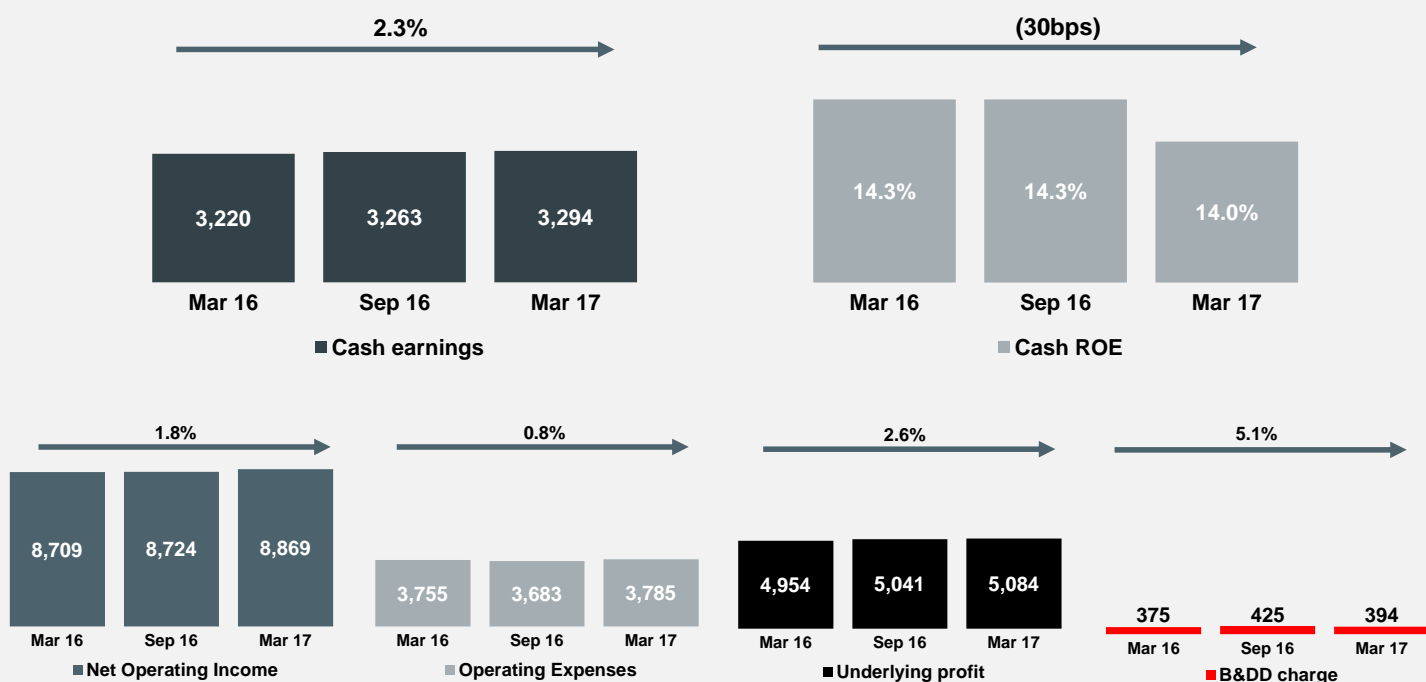 2.3%
3,220 3,263 3,294
Mar 16 Sep 16 Mar 17
Cash earnings
(30bps)
14.3% 14.3% 14.0%
Mar 16 Sep 16 Mar 17
Cash ROE
1.8%
8,709 8,724 8,869
Mar 16 Sep 16 Mar 17
Net Operating Income
0.8%
3,755 3,683 3,785
Mar 16 Sep 16 Mar 17
Operating Expenses
2.6%
4,954 5,041 5,084
Mar 16 Sep 16 Mar 17
Underlying profit
5.1%
375 425 394
Mar 16 Sep 16 Mar 17
B&DD charge